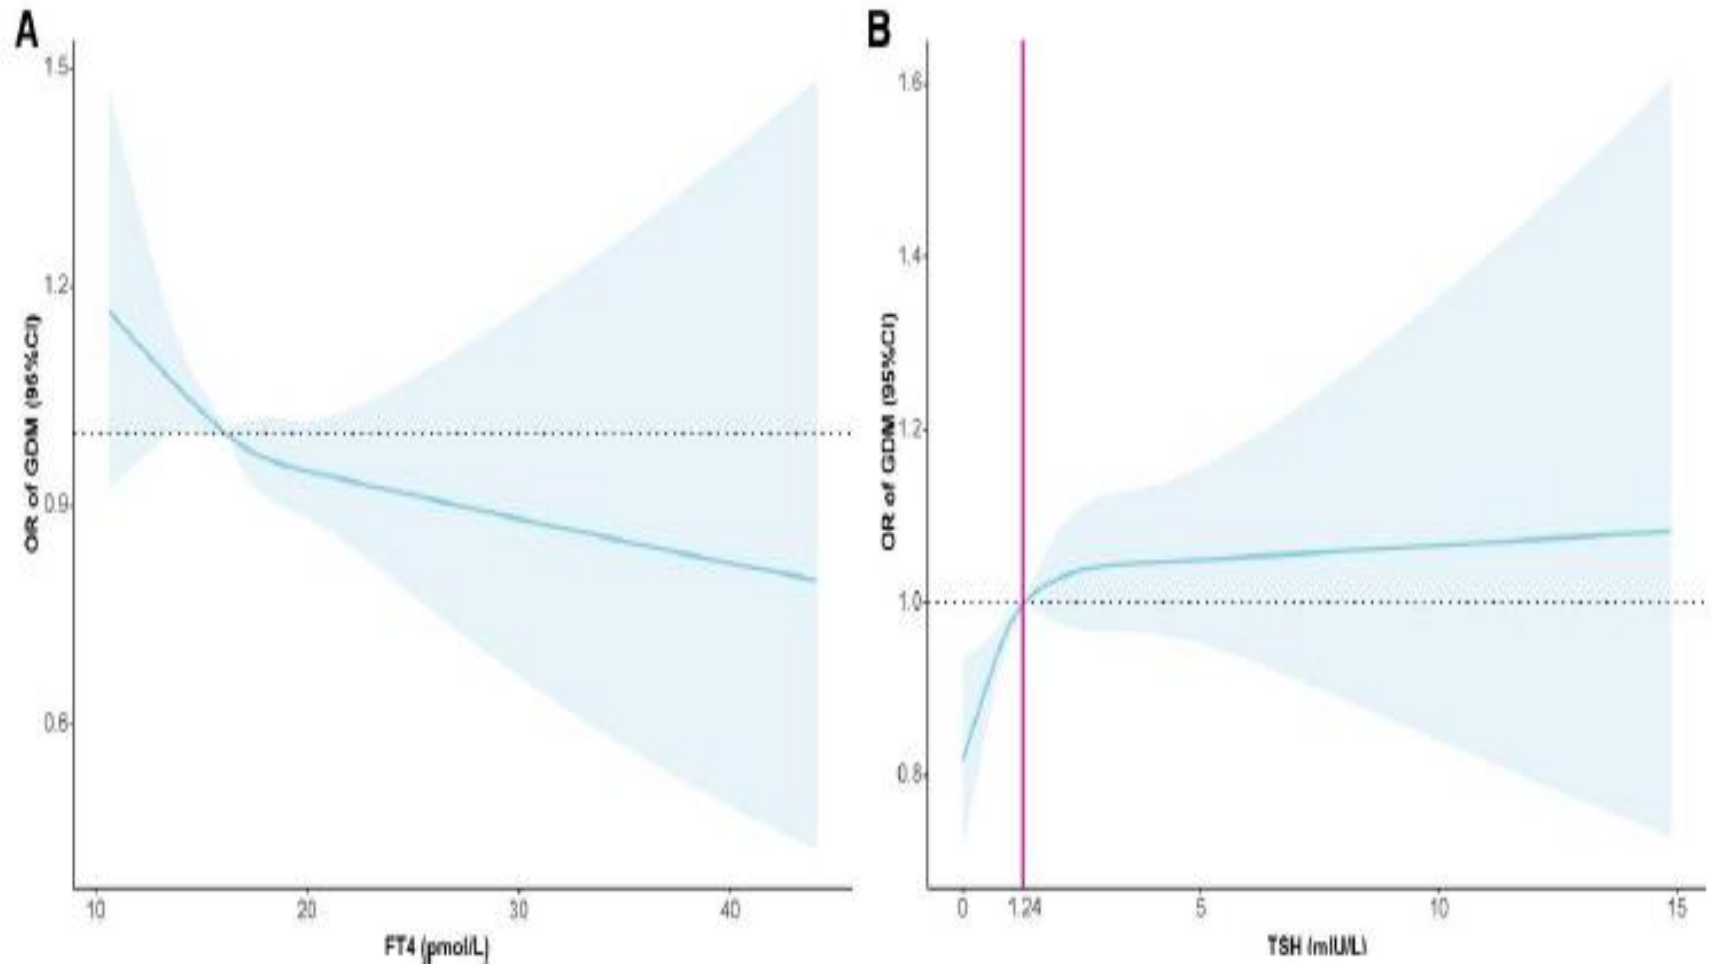 A
B
OR of GDM (95%CI)
1.5
1.2
0.9
0.6
10 20 30 40
FT4 (pmol/L)
OR of GDM (95%CI)
1.6
1.4
1.2
1.0
0.8
0 1.24 5 10 15
TSH (mIU/L)